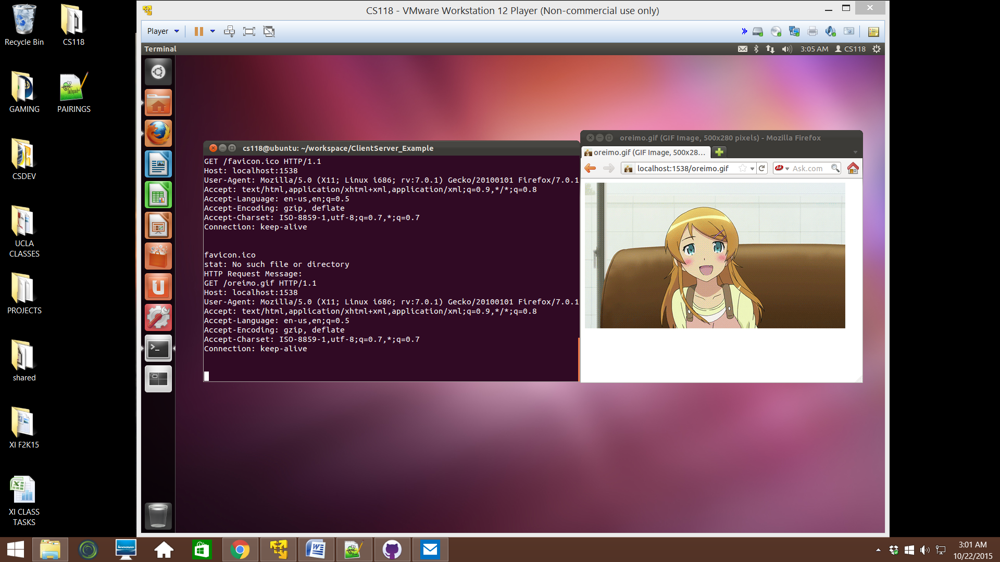 Recycle Bin
CS118
GAMING
PAIRINGS
CSDEV
UCLA
CLASSES
PROJECTS
shared
XI F2K15
XI CLASS
TASKS
CS118 - VMware Workstation 12 Player (Non-commercial use only)
Player
Terminal
3:05 AM
CS118
cs118@ubuntu: ~/workspace/ClientServer_Example
GET /favicon.ico HTTP/1.1
Host: localhost:1538
User-Agent: Mozilla/5.0 (X11; Linux i686; rv:7.0.1) Gecko/20100101 Firefox/7.0.1
Accept: text/html,application/xhtml+xml,application/xml;q=0.9,*/*;q=0.8
Accept-Language: en-us,en;q=0.5
Accept-Encoding: gzip, deflate
Accept-Charset: ISO-8859-1,utf-8;q=0.7,*;q=0.7
Connection: keep-alive
favicon.ico
stat: No such file or directory
HTTP Request Message:
GET /oreimo.gif HTTP/1.1
Host: localhost:1538
User-Agent: Mozilla/5.0 (X11; Linux i686; rv:7.0.1) Gecko/20100101 Firefox/7.0.1
Accept: text/html,application/xhtml+xml,application/xml;q=0.9,*/*;q=0.8
Accept-Language: en-us,en;q=0.5
Accept-Encoding: gzip, deflate
Accept-Charset: ISO-8859-1,utf-8;q=0.7,*;q=0.7
Connection: keep-alive
oreimo.gif (GIF Image, 500x280 pixels) - Mozilla Firefox
oreimo.gif (GIF Image, 500x28...
localhost:1538/oreimo.gif
Ask
Ask.com
3:01 AM
10/22/2015